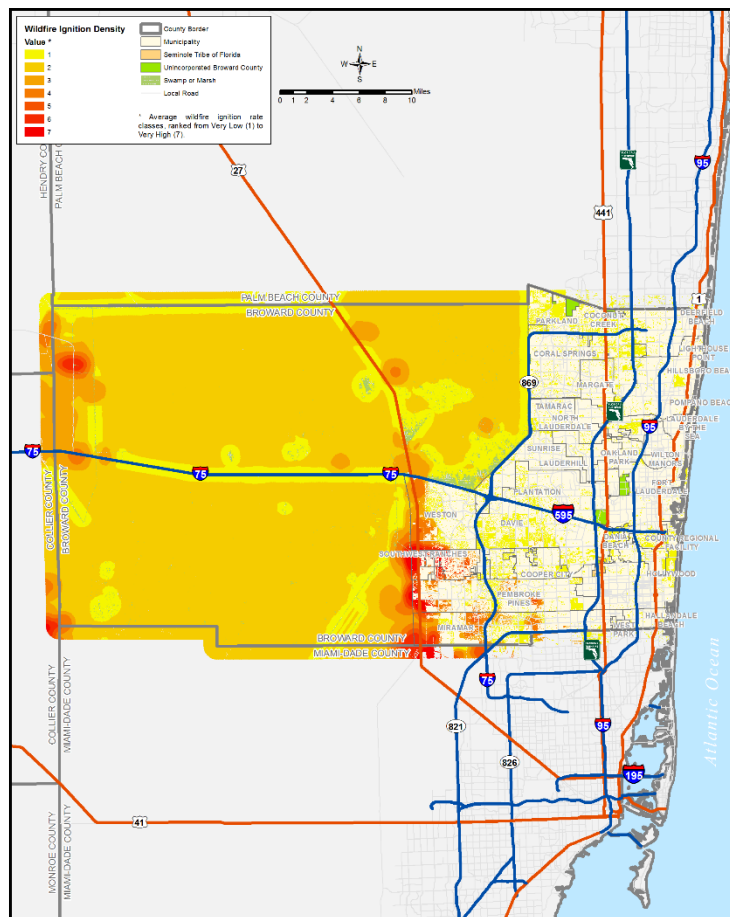 Wildfire Ignition Density
Value *
1
2
3
4
5
6
7
County Border
Municipality
Seminole Tribe of Florida
Unincorporated Broward County
Swamp or Marsh
Local Road
* Average wildfire ignition rate
classes, ranked from Very Low (1) to
Very High (7).
N
W E
S
Miles
0 1 2 4 6 8 10
HENDRY CO
PALM BEACH C
27
441
95
1
PALM BEACH COUNTY
BROWARD COUNTY
PARKLAND
COCONUT
CREEK
DEERFIELD
BEACH
LIGHTHOUSE
POINT
HILLSBORO BEA
CORAL SPRINGS
869
MARGATE
POMPANO BEACH
TAMARAC
NORTH
LAUDERDALE
95
LAUDERDALE
BY THE
SEA
SUNRISE
OAKLAND
PARK
WILTON
MANORS
LAUDERHILL
75
75
75
PLANTATION
FORT
LAUDERDALE
COLLIER COUNTY
BROWARD COUNTY
WESTON
595
DAVIE
DANIA
BEACH
COUNTY REGIONAL
FACILITY
SOUTHWEST RANCHES
COOPER CITY
HOLLYWOOD
PEMBROKE
PINES
MIRAMAR
HALLANDALE
BEACH
WEST
PARK
BROWARD COUNTY
MIAMI-DADE COUNTY
COLLIER COUNTY
MIAMI-DADE COUNTY
75
821
826
95
195
Atlantic Ocean
41
MONROE COUNTY
MIAMI-DADE COUNTY